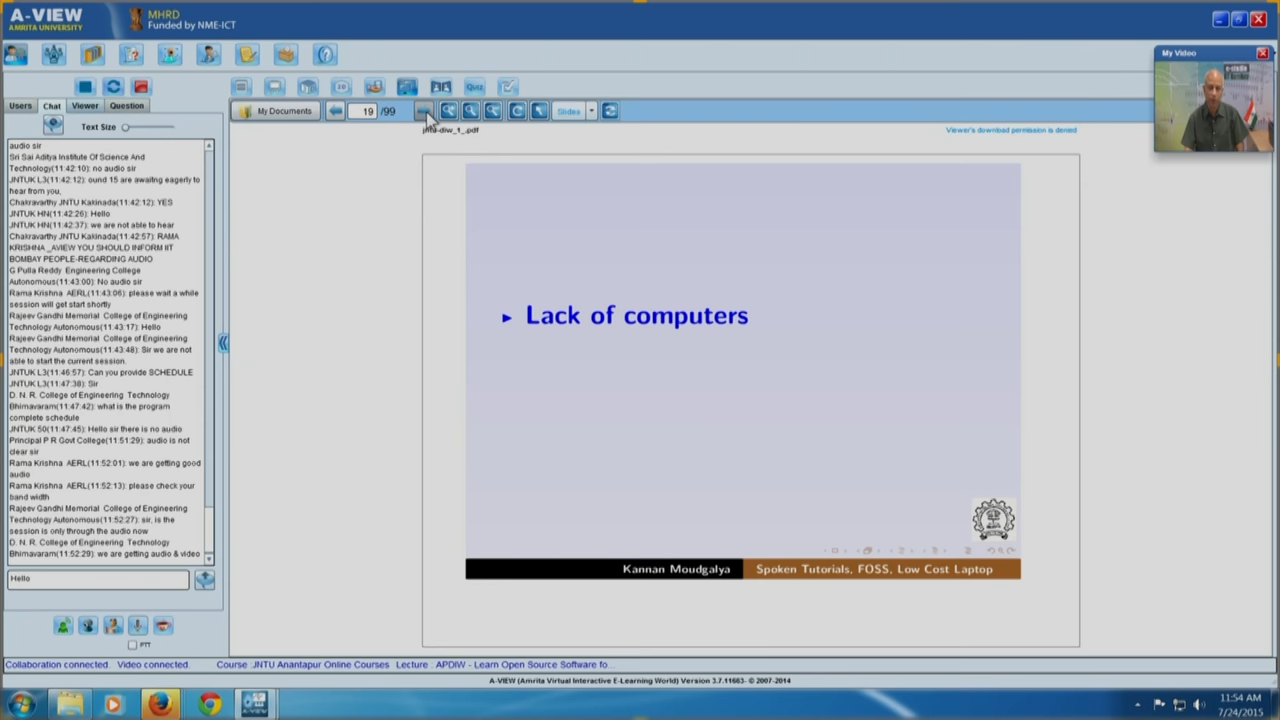 A-VIEW
AMRITA UNIVERSITY
MHRD
Funded by NME-ICT
My Video
Quiz
Users
Chat
Viewer
Question
My Documents
19
/99
Slides
Text Size
jntua-diw_1_.pdf
Viewer's download permission is denied
audio sir
Sri Sai Aditya Institute Of Science And
Technology(11:42:10): no audio sir
JNTUK L3(11:42:12): ound 15 are awaitng eagerly to
hear from you,
Chakravarthy JNTU Kakinada(11:42:12): YES
JNTUK HN(11:42:26): Hello
JNTUK HN(11:42:37): we are not able to hear
Chakravarthy JNTU Kakinada(11:42:57): RAMA
KRISHNA _AVIEW YOU SHOULD INFORM IIT
BOMBAY PEOPLE-REGARDING AUDIO
G Pulla Reddy Engineering College
Autonomous(11:43:00): No audio sir
Rama Krishna AERL(11:43:06): please wait a while
session will get start shortly
Rajeev Gandhi Memorial College of Engineering
Technology Autonomous(11:43:17): Hello
Rajeev Gandhi Memorial College of Engineering
Technology Autonomous(11:43:48): Sir we are not
able to start the current session.
JNTUK L3(11:46:57): Can you provide SCHEDULE
JNTUK L3(11:47:38): Sir
D. N. R. College of Engineering Technology
Bhimavaram(11:47:42): what is the program
complete schedule
JNTUK 50(11:47:45): Hello sir there is no audio
Principal P R Govt College(11:51:29): audio is not
clear sir
Rama Krishna AERL(11:52:01): we are getting good
audio
Rama Krishna AERL(11:52:13): please check your
band width
Rajeev Gandhi Memorial College of Engineering
Technology Autonomous(11:52:27): sir, is the
session is only through the audio now
D. N. R. College of Engineering Technology
Bhimavaram(11:52:29): we are getting audio & video
Hello
PTT
Lack of computers
Kannan Moudgalya
Spoken Tutorials, FOSS, Low Cost Laptop
Collaboration connected
Video connected
Course : JNTU Anantapur Online Courses
Lecture : APDIW - Learn Open Source Software fo...
A-VIEW (Amrita Virtual Interactive E-Learning World) Version 3.7.11663- © 2007-2014
11:54 AM
7/24/2015